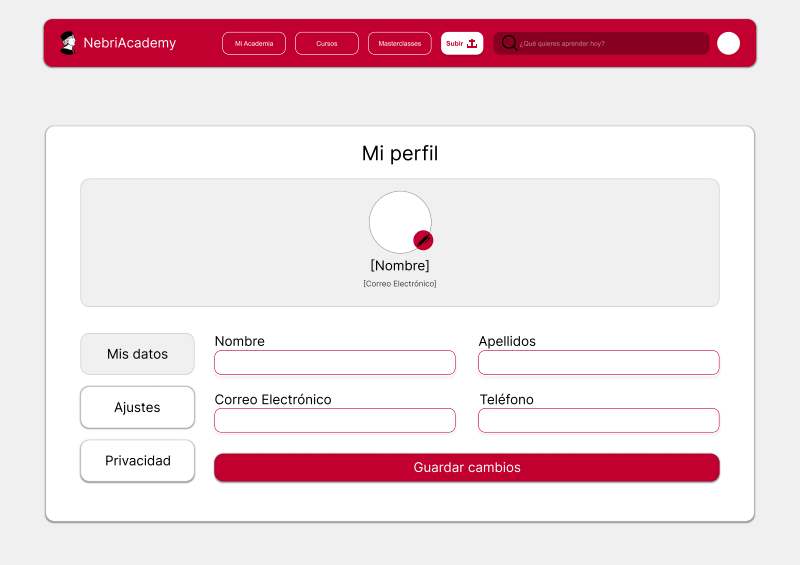 NebriAcademy
Mi Academia
Cursos
Masterclasses
Subir
¿Qué quieres aprender hoy?
Mi perfil
[Nombre]
[Correo Electrónico]
Mis datos
Ajustes
Privacidad
Nombre
Apellidos
Correo Electrónico
Teléfono
Guardar cambios